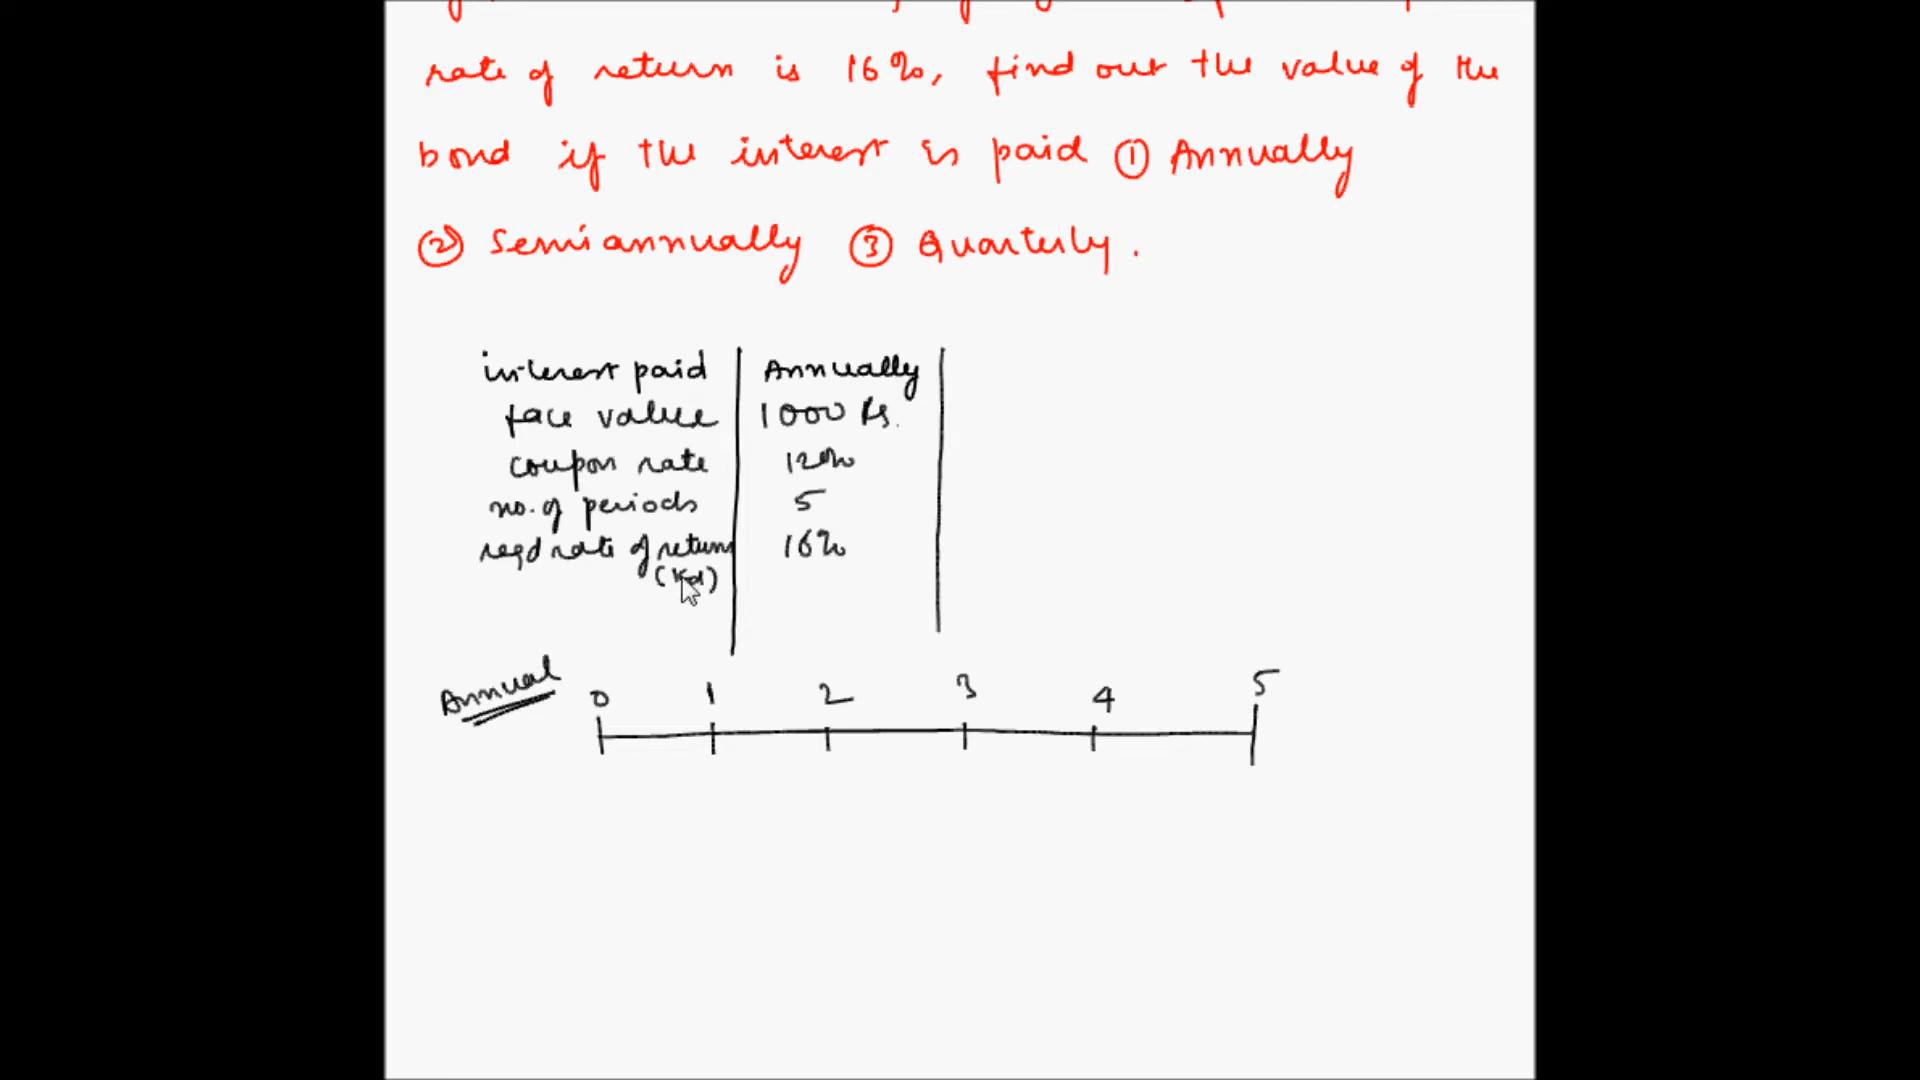 rate of return is 16%, find out the value of the
bond if the interest is paid ① Annually
② Semiannually ③ Quarterly.
interest paid Annually
face value 1000 Rs.
coupon rate 12%
no. of periods 5
reqd rate of return 16%
(Kd)
Annual 0 1 2 3 4 5